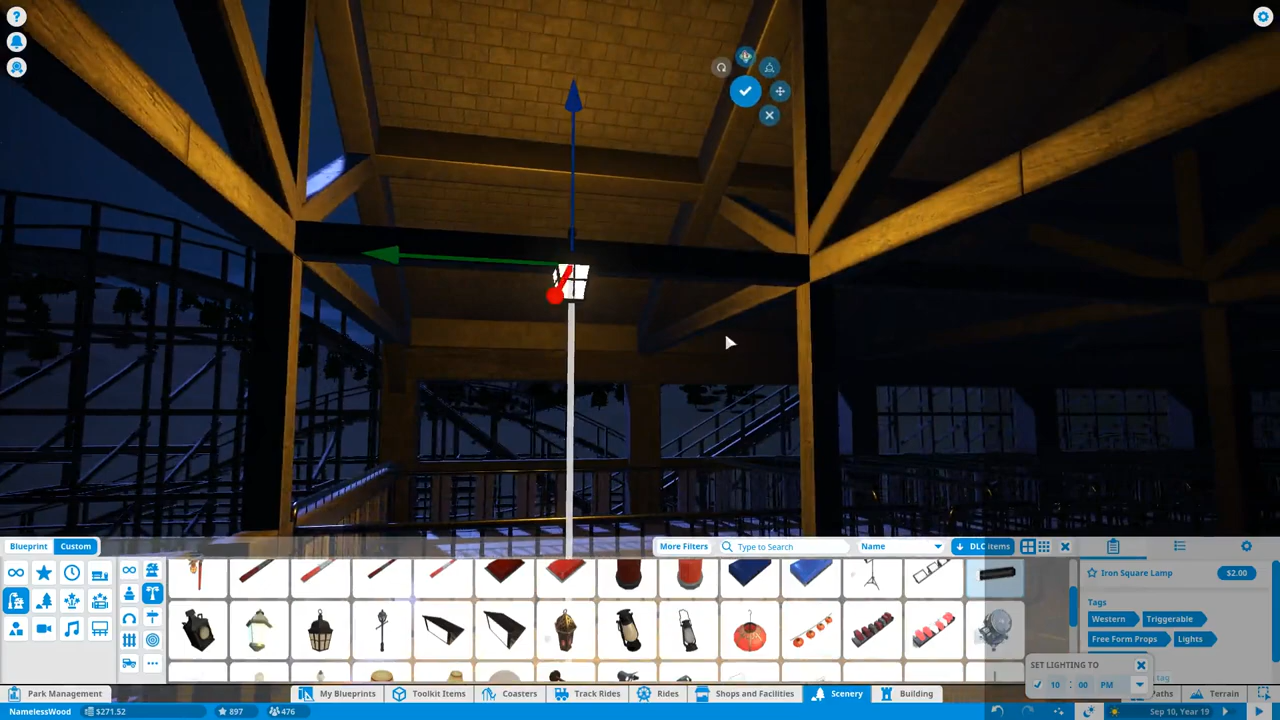 Blueprint Custom More Filters Type to Search Name DLC Items
Iron Square Lamp $2.00
Tags
Western Triggerable
Free Form Props Lights
SET LIGHTING TO
10 : 00 PM
tag
Park Management My Blueprints Toolkit Items Coasters Track Rides Rides Shops and Facilities Scenery Building Paths Terrain
NamelessWood $271.52 897 476 Sep 10, Year 19